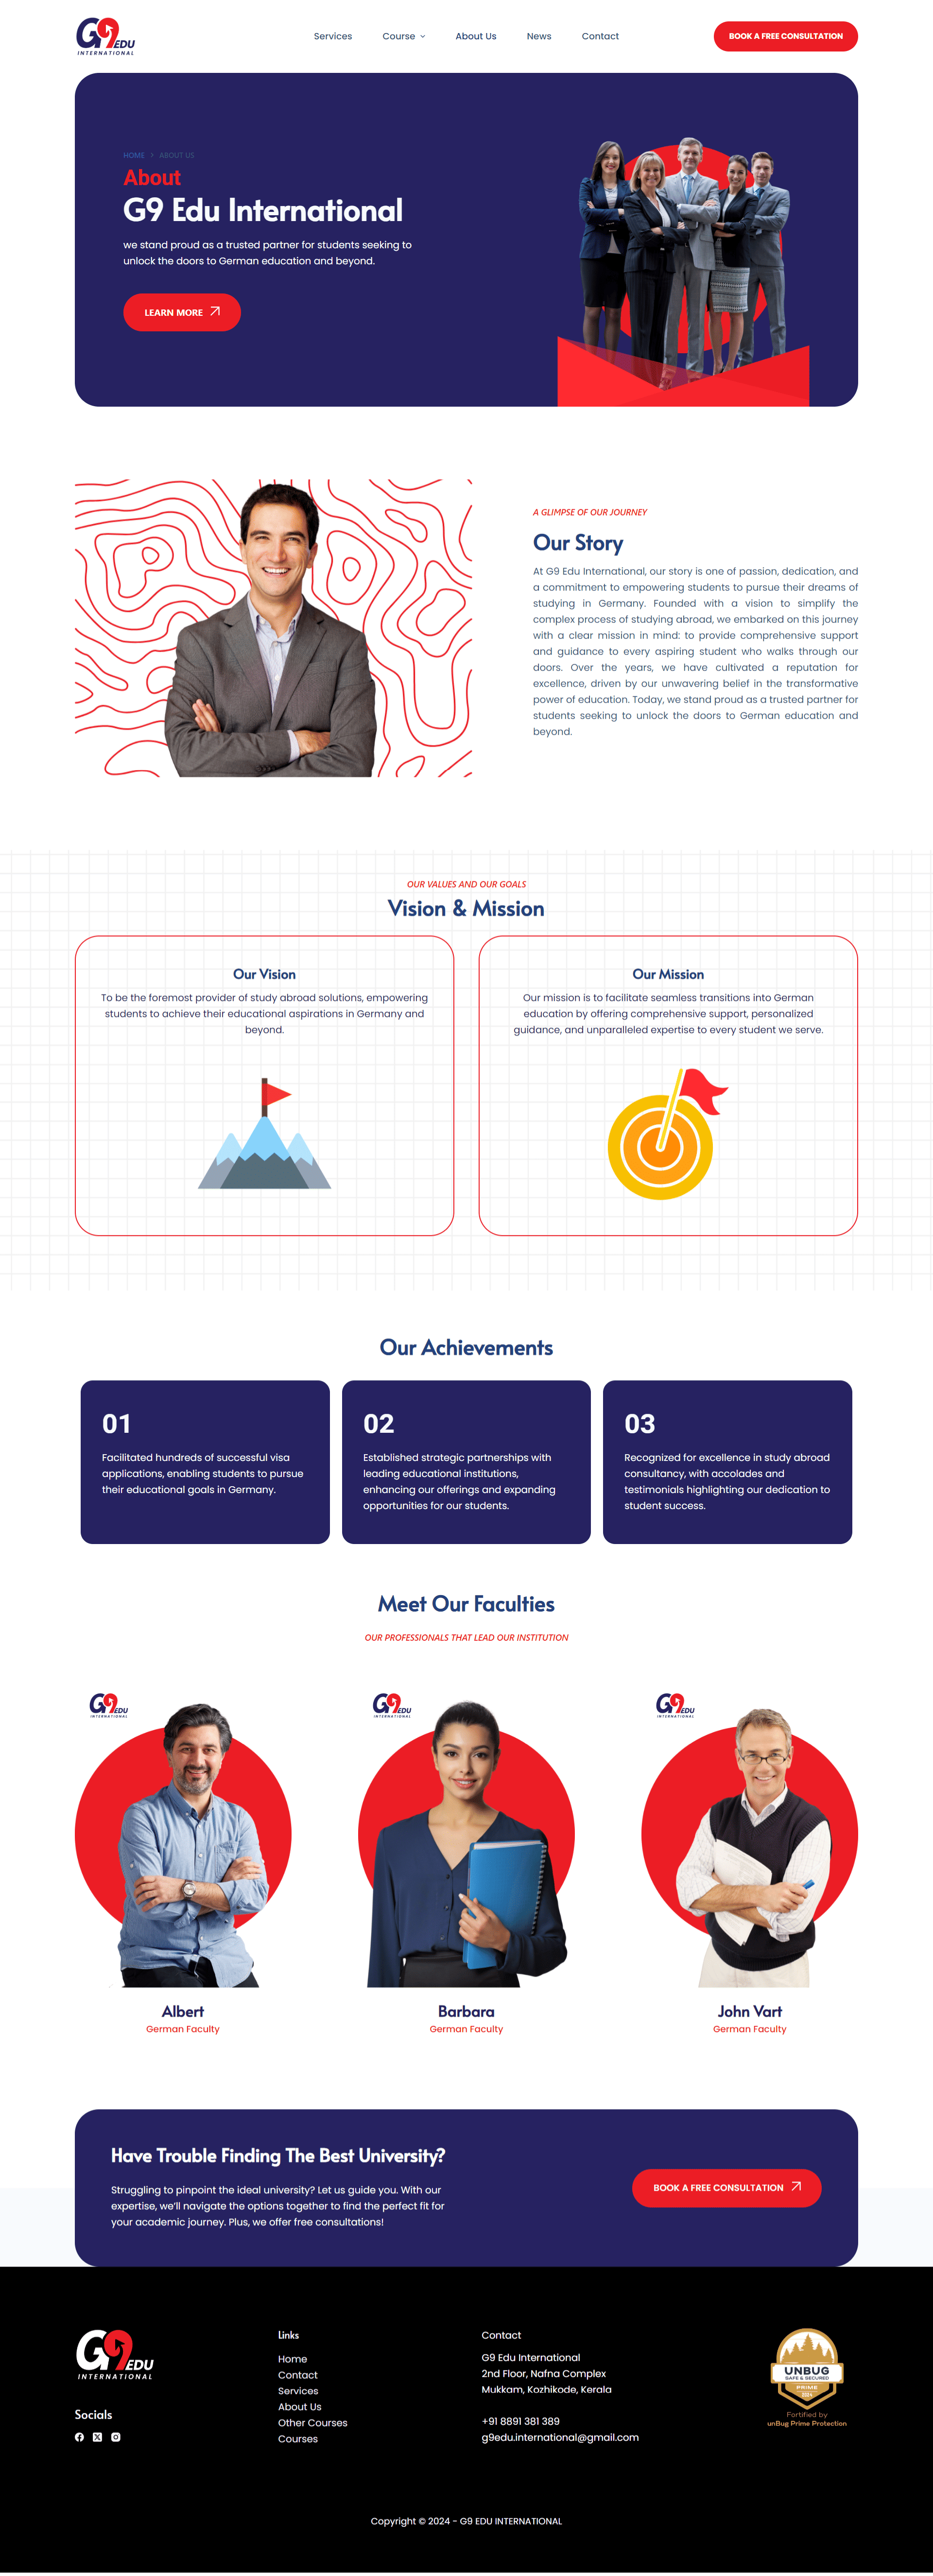 G9 EDU
INTERNATIONAL
Services
Course
About Us
News
Contact
BOOK A FREE CONSULTATION
HOME > ABOUT US
About
G9 Edu International
we stand proud as a trusted partner for students seeking to
unlock the doors to German education and beyond.
LEARN MORE
A GLIMPSE OF OUR JOURNEY
Our Story
At G9 Edu International, our story is one of passion, dedication, and
a commitment to empowering students to pursue their dreams of
studying in Germany. Founded with a vision to simplify the
complex process of studying abroad, we embarked on this journey
with a clear mission in mind: to provide comprehensive support
and guidance to every aspiring student who walks through our
doors. Over the years, we have cultivated a reputation for
excellence, driven by our unwavering belief in the transformative
power of education. Today, we stand proud as a trusted partner for
students seeking to unlock the doors to German education and
beyond.
OUR VALUES AND OUR GOALS
Vision & Mission
Our Vision
To be the foremost provider of study abroad solutions, empowering
students to achieve their educational aspirations in Germany and
beyond.
Our Mission
Our mission is to facilitate seamless transitions into German
education by offering comprehensive support, personalized
guidance, and unparalleled expertise to every student we serve.
Our Achievements
01
Facilitated hundreds of successful visa
applications, enabling students to pursue
their educational goals in Germany.
02
Established strategic partnerships with
leading educational institutions,
enhancing our offerings and expanding
opportunities for our students.
03
Recognized for excellence in study abroad
consultancy, with accolades and
testimonials highlighting our dedication to
student success.
Meet Our Faculties
OUR PROFESSIONALS THAT LEAD OUR INSTITUTION
G9 EDU
INTERNATIONAL
Albert
German Faculty
G9 EDU
INTERNATIONAL
Barbara
German Faculty
G9 EDU
INTERNATIONAL
John Vart
German Faculty
Have Trouble Finding The Best University?
Struggling to pinpoint the ideal university? Let us guide you. With our
expertise, we'll navigate the options together to find the perfect fit for
your academic journey. Plus, we offer free consultations!
BOOK A FREE CONSULTATION
G9 EDU
INTERNATIONAL
Socials
Links
Home
Contact
Services
About Us
Other Courses
Courses
Contact
G9 Edu International
2nd Floor, Nafna Complex
Mukkam, Kozhikode, Kerala
+91 8891 381 389
g9edu.international@gmail.com
UNBUG
SAFE & SECURED
PRIME
2024
Fortified by
unBug Prime Protection
Copyright © 2024 - G9 EDU INTERNATIONAL